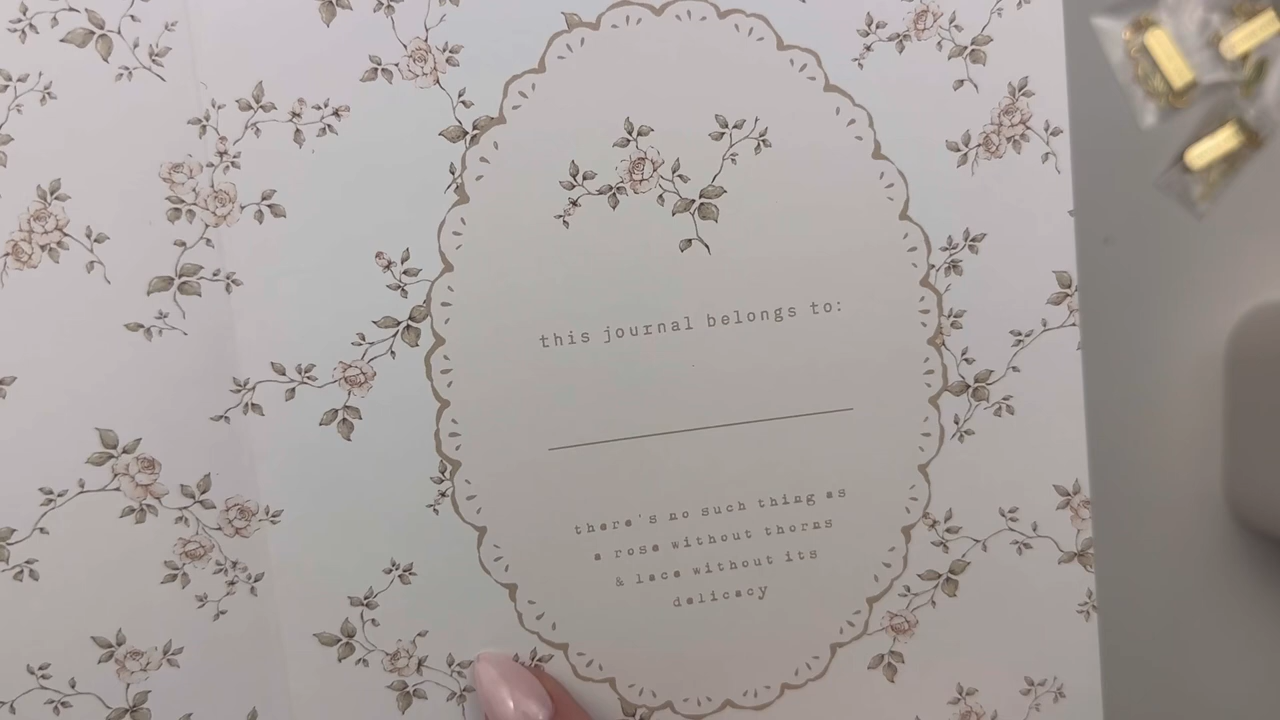 this journal belongs to:
there's no such thing as
a rose without thorns
& lace without its
delicacy